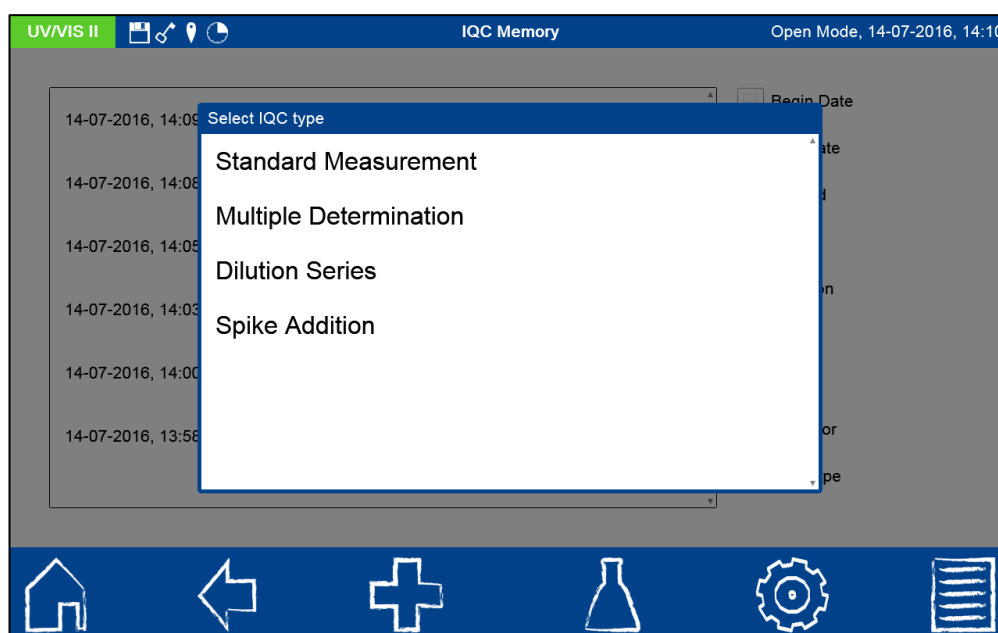 UV/VIS II IQC Memory Open Mode, 14-07-2016, 14:10
Begin Date
14-07-2016, 14:09
Select IQC type
Standard Measurement
14-07-2016, 14:08
Multiple Determination
14-07-2016, 14:05
Dilution Series
14-07-2016, 14:03
Spike Addition
14-07-2016, 14:00
14-07-2016, 13:58